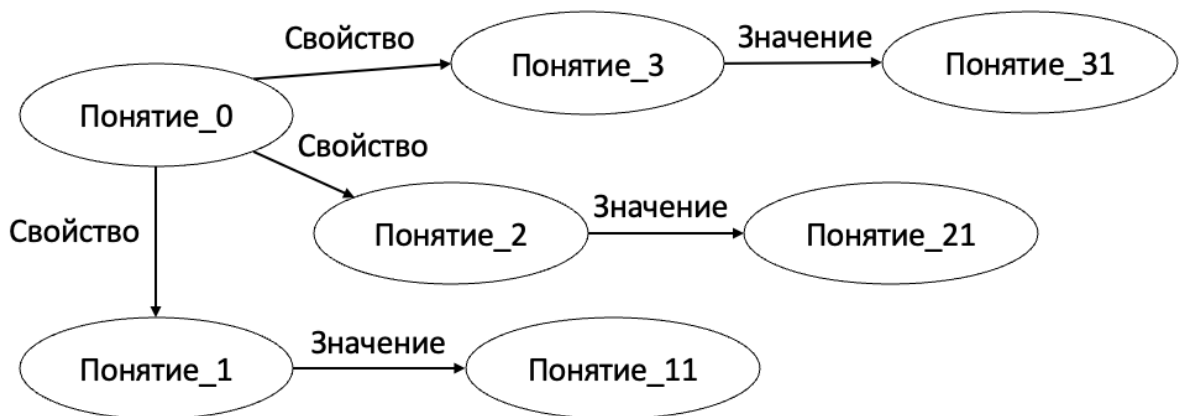 Свойство
Понятие_3
Значение
Понятие_31
Понятие_0
Свойство
Понятие_2
Значение
Понятие_21
Свойство
Понятие_1
Значение
Понятие_11